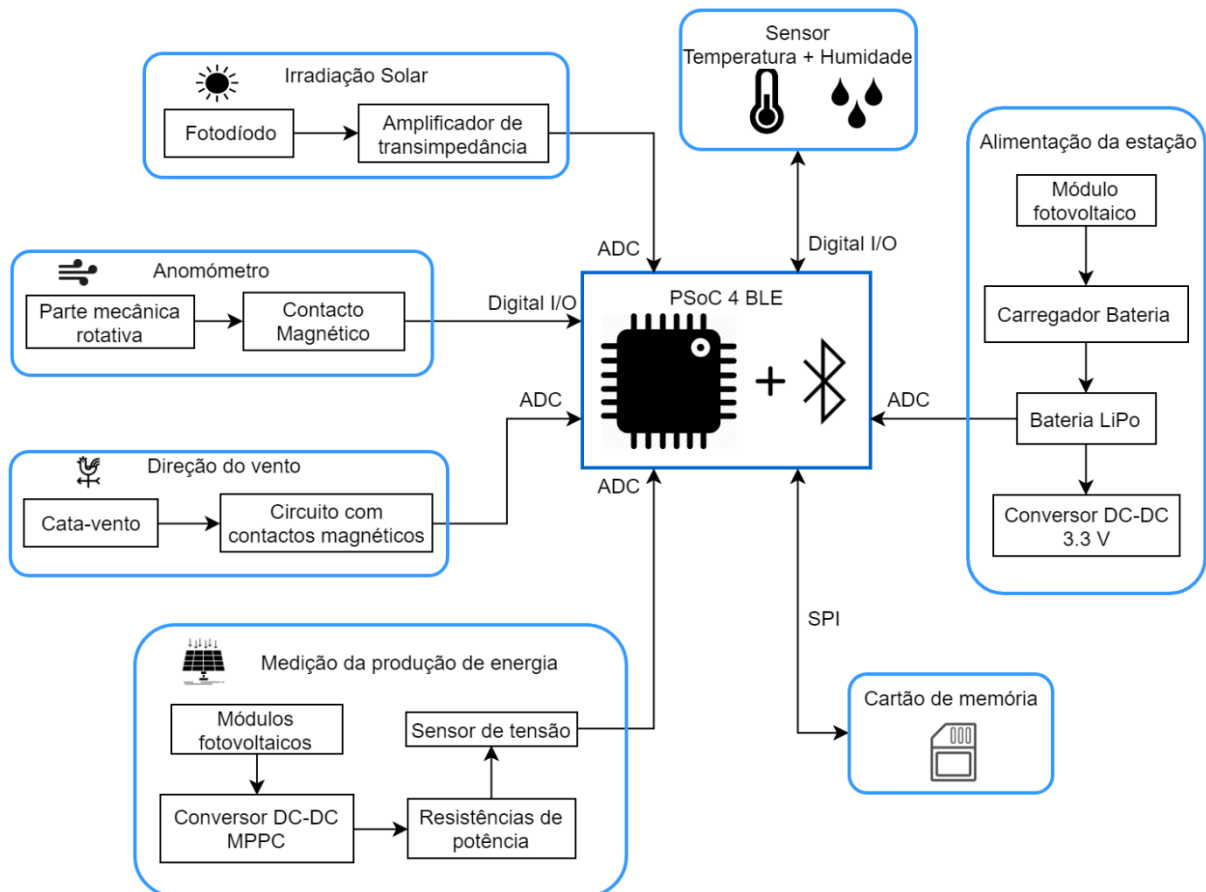 Irradiação Solar
Fotodíodo
Amplificador de
transimpedância
ADC
Sensor
Temperatura + Humidade
Digital I/O
Alimentação da estação
Módulo
fotovoltaico
Carregador Bateria
Bateria LiPo
Conversor DC-DC
3.3 V
ADC
Anomómetro
Parte mecânica
rotativa
Contacto
Magnético
Digital I/O
PSoC 4 BLE
+
Direção do vento
Cata-vento
Circuito com
contactos magnéticos
ADC
ADC
Medição da produção de energia
Módulos
fotovoltaicos
Conversor DC-DC
MPPC
Sensor de tensão
Resistências de
potência
SPI
Cartão de memória